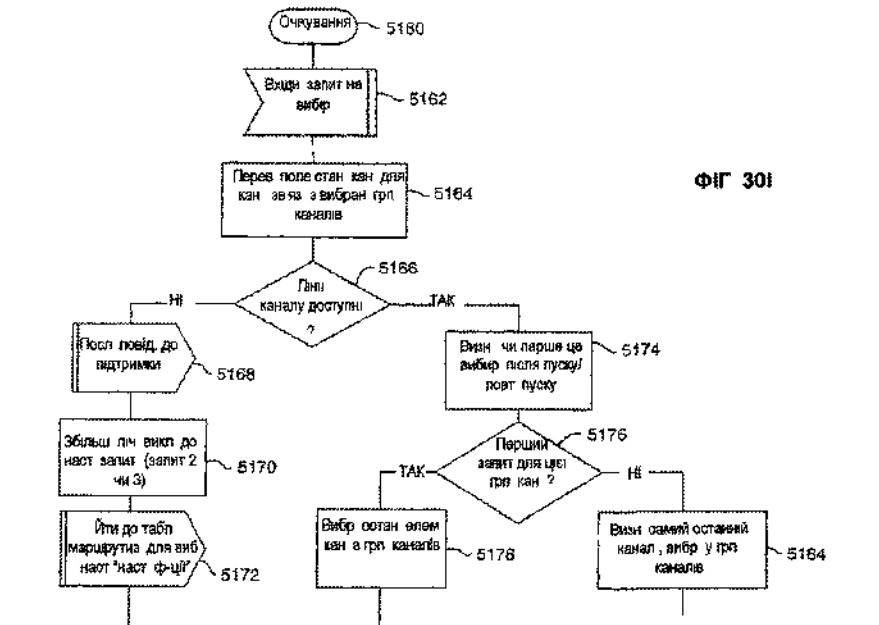 Очікування
5160
Вхідн запит на
вибір
5162
Перев поле стан кан для
кан зв яз з вибран грп
каналів
5164
ФІГ 30І
5166
Лінії
каналу доступні
?
НІ
ТАК
Посл повід. до
підтримки
5168
Визн чи перше це
вибир після пуску/
повт пуску
5174
Збільш ліч викл до
наст запит (запит 2
чи 3)
5170
Перший
запит для цієї
грп кан ?
5176
ТАК
НІ
Йти до табл
маршрутиз для виб
наст "наст ф-ції"
5172
Вибр остан елем
кан з грп каналів
5178
Визн самий останній
канал, вибр у грп
каналів
5184